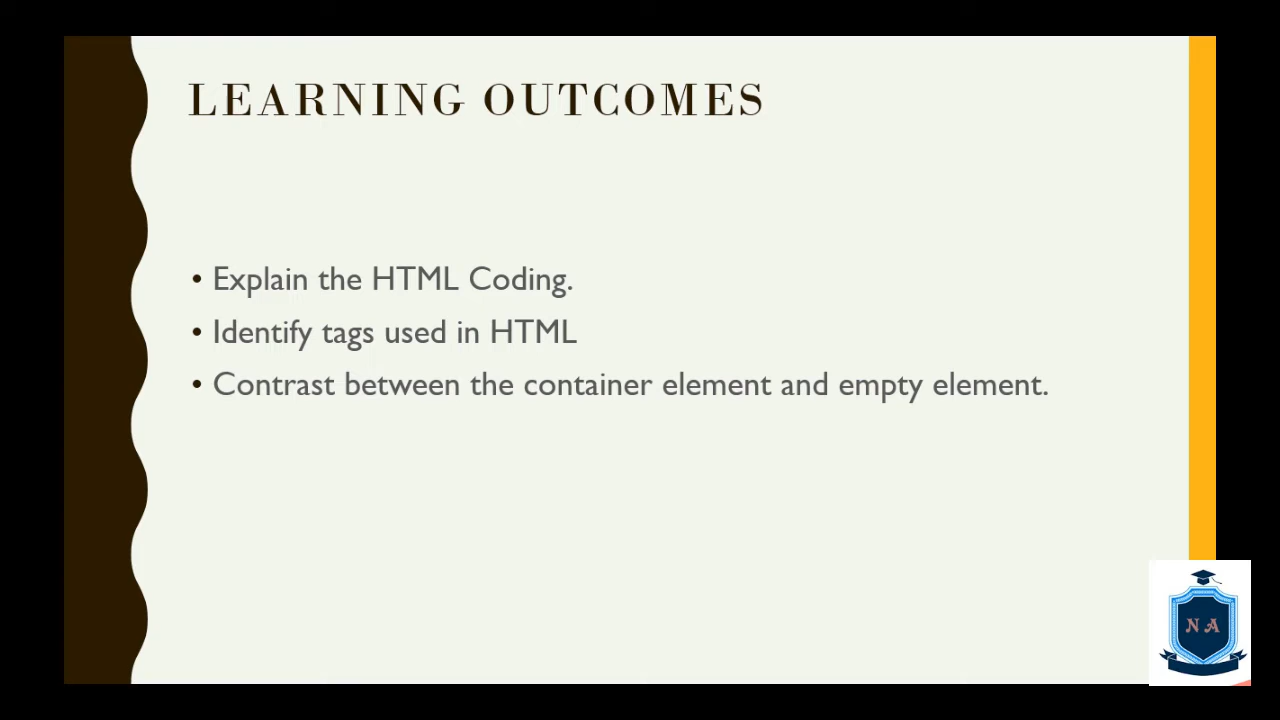 LEARNING OUTCOMES
• Explain the HTML Coding.
• Identify tags used in HTML
• Contrast between the container element and empty element.
N A